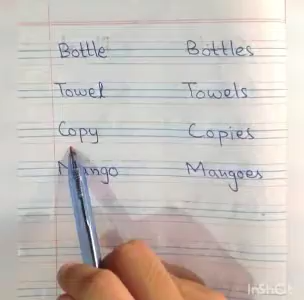 Bottle Bottles
Towel Towels
Copy Copies
Mango Mangoes
InShOt